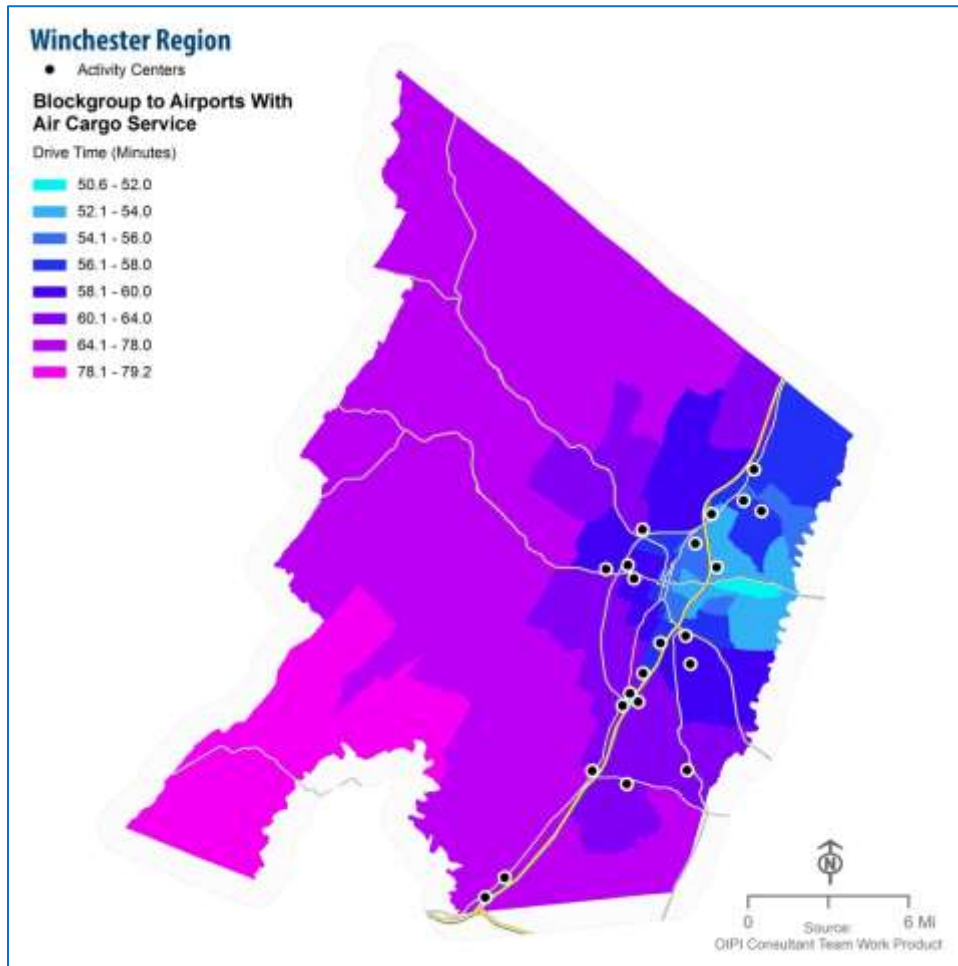 Winchester Region
Activity Centers
Blockgroup to Airports With
Air Cargo Service
Drive Time (Minutes)
50.6 - 52.0
52.1 - 54.0
54.1 - 56.0
56.1 - 58.0
58.1 - 60.0
60.1 - 64.0
64.1 - 78.0
78.1 - 79.2
N
0 6 Mi
Source:
OIPI Consultant Team Work Product